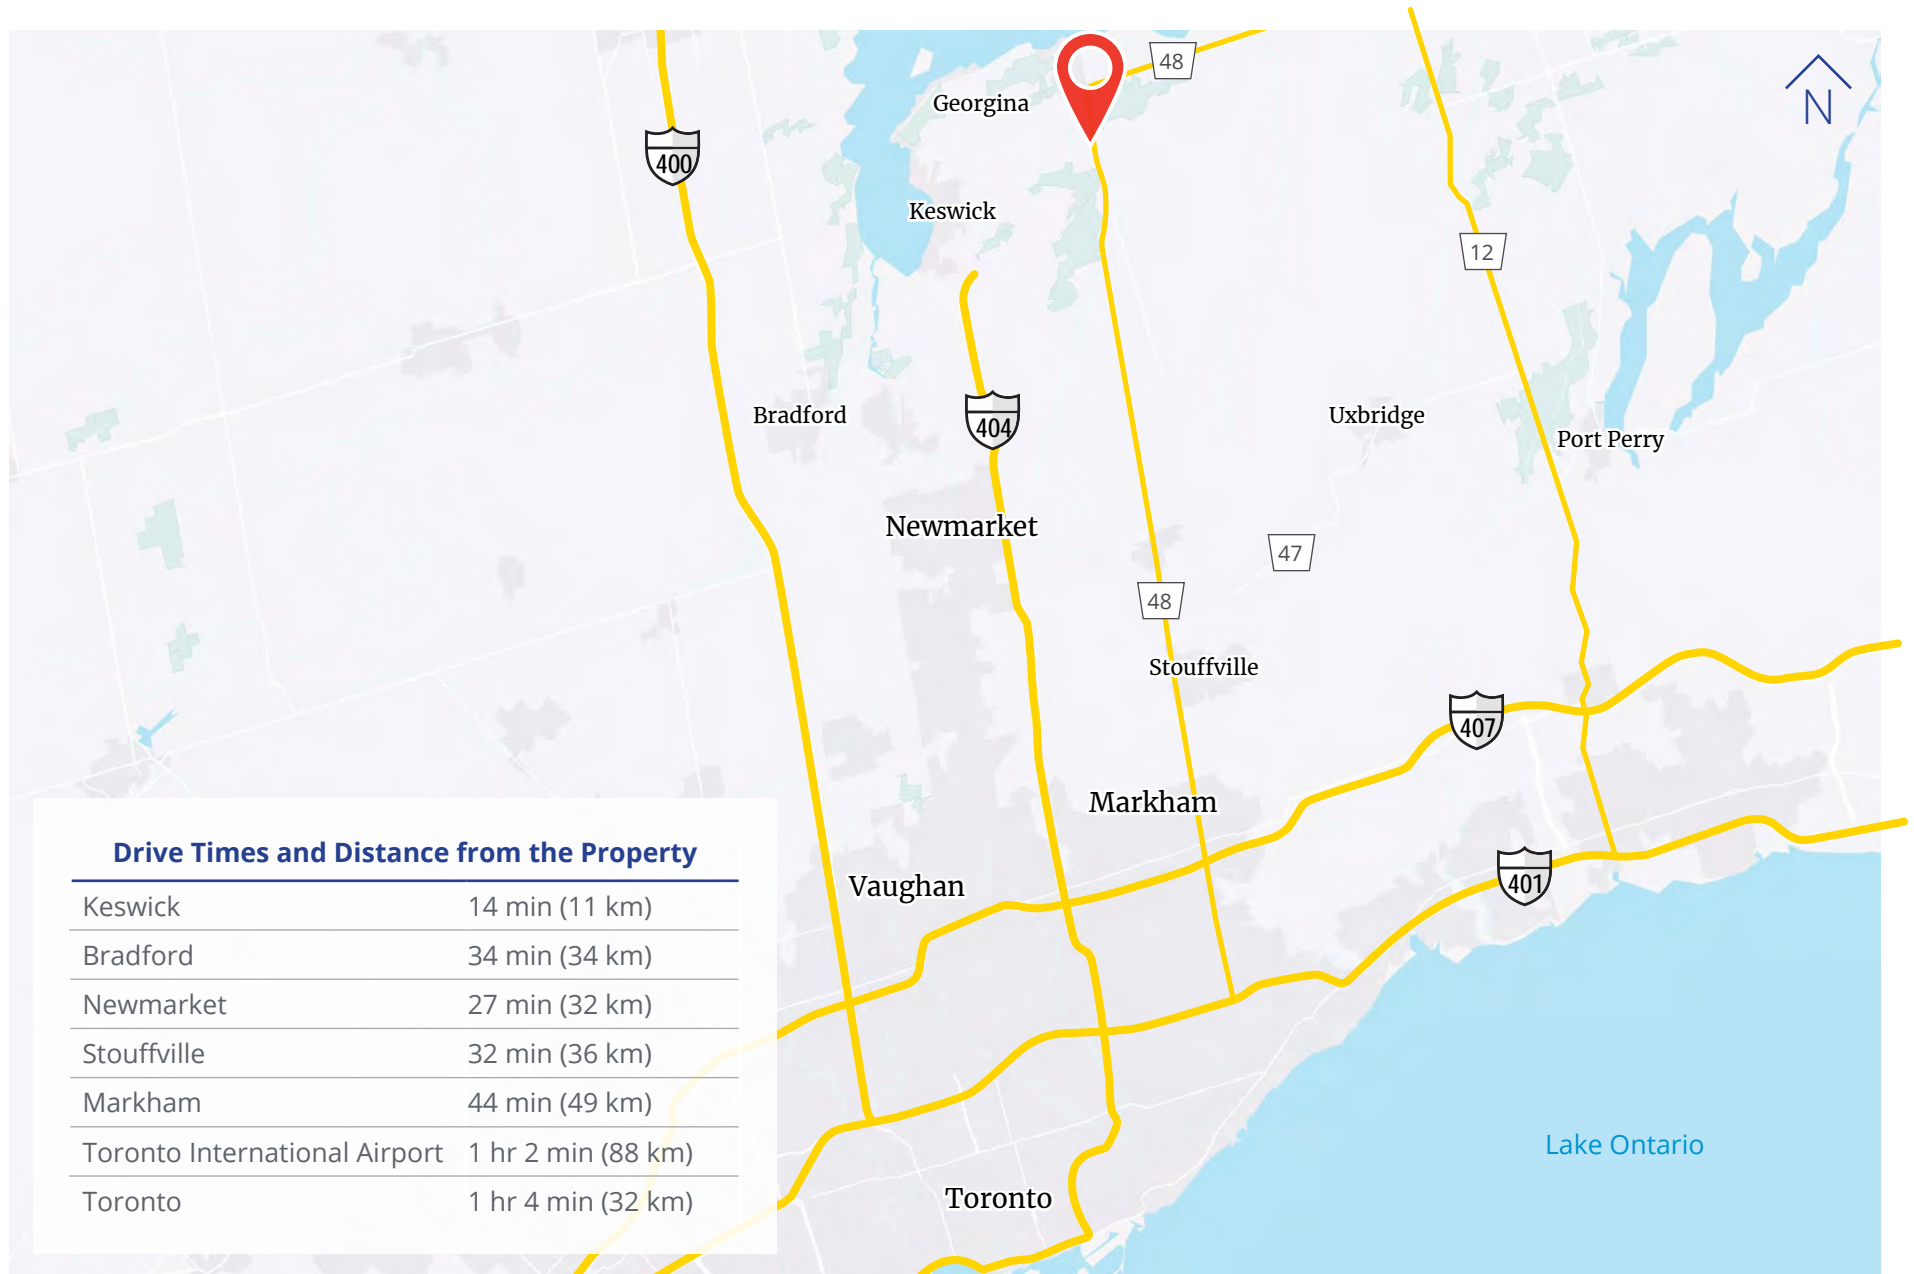 48
N
Georgina
400
Keswick
12
Bradford
404
Uxbridge
Port Perry
Newmarket
47
48
Stouffville
407
Markham
Vaughan
401
Drive Times and Distance from the Property
Keswick 14 min (11 km)
Bradford 34 min (34 km)
Newmarket 27 min (32 km)
Stouffville 32 min (36 km)
Markham 44 min (49 km)
Toronto International Airport 1 hr 2 min (88 km)
Toronto 1 hr 4 min (32 km)
Lake Ontario
Toronto